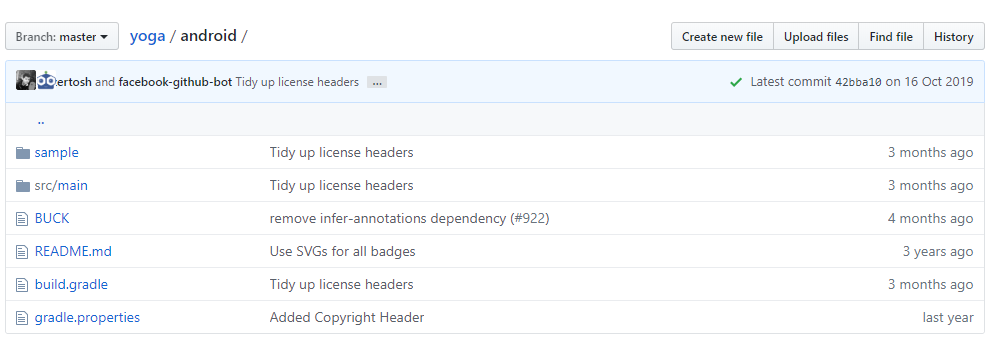 Branch: master yoga / android / Create new file Upload files Find file History
zertosh and facebook-github-bot Tidy up license headers ... Latest commit 42bba10 on 16 Oct 2019
..
sample Tidy up license headers 3 months ago
src/main Tidy up license headers 3 months ago
BUCK remove infer-annotations dependency (#922) 4 months ago
README.md Use SVGs for all badges 3 years ago
build.gradle Tidy up license headers 3 months ago
gradle.properties Added Copyright Header last year